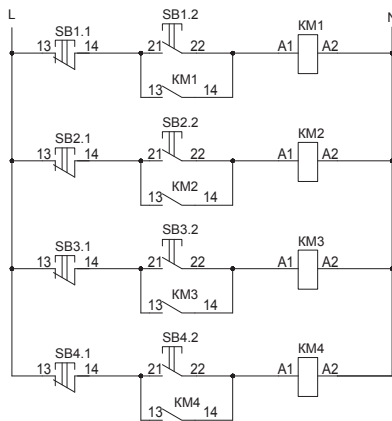 L N
SB1.1 SB1.2 KM1
13 14 21 22 A1 A2
KM1
13 14
SB2.1 SB2.2 KM2
13 14 21 22 A1 A2
KM2
13 14
SB3.1 SB3.2 KM3
13 14 21 22 A1 A2
KM3
13 14
SB4.1 SB4.2 KM4
13 14 21 22 A1 A2
KM4
13 14